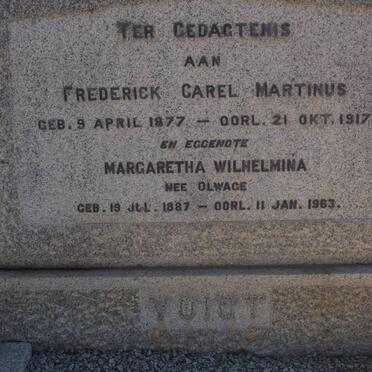 TER GEDAGTENIS
AAN
FREDERICK CAREL MARTINUS
GEB. 9 APRIL 1877 — OORL. 21 OKT. 1917
EN EGGENOTE
MARGARETHA WILHELMINA
NEE OLWAGE
GEB. 19 JUL. 1887 — OORL. 11 JAN. 1963.
VOIGT